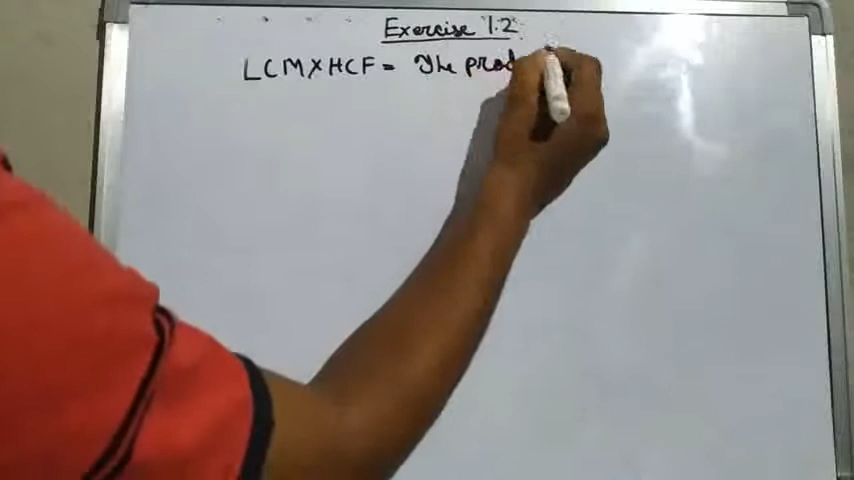 Exercise 1.2
LCM×HCF = The prod